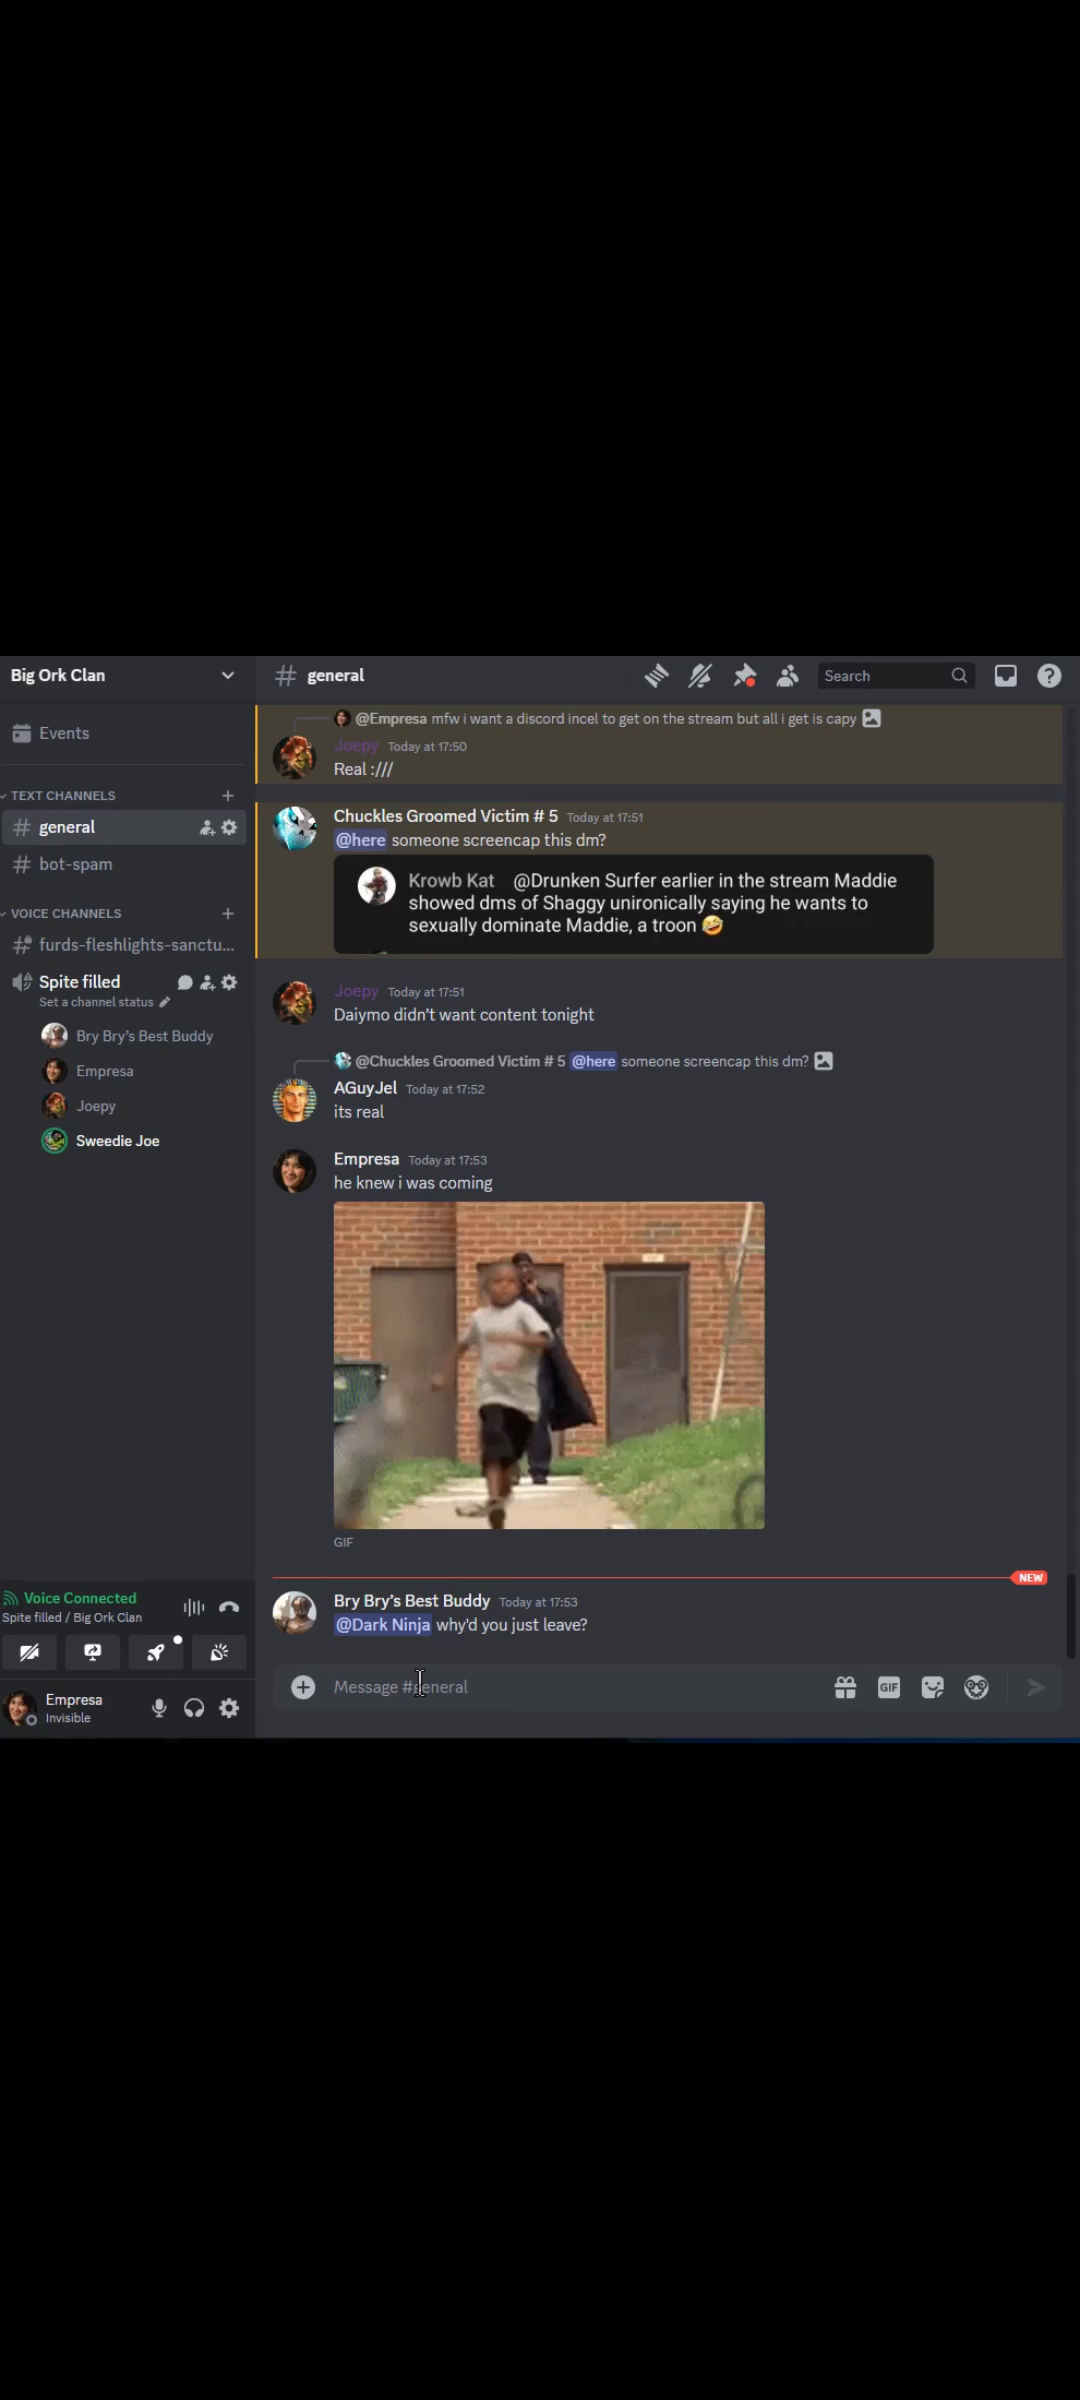 Big Ork Clan
general
Search
Events
TEXT CHANNELS
general
bot-spam
VOICE CHANNELS
furds-fleshlights-sanctu...
Spite filled
Set a channel status
Bry Bry's Best Buddy
Empresa
Joepy
Sweedie Joe
@Empresa mfw i want a discord incel to get on the stream but all i get is capy
Joepy Today at 17:50
Real :///
Chuckles Groomed Victim # 5 Today at 17:51
@here someone screencap this dm?
Krowb Kat @Drunken Surfer earlier in the stream Maddie
showed dms of Shaggy unironically saying he wants to
sexually dominate Maddie, a troon 🤣
Joepy Today at 17:51
Daiymo didn't want content tonight
@Chuckles Groomed Victim # 5 @here someone screencap this dm?
AGuyJel Today at 17:52
its real
Empresa Today at 17:53
he knew i was coming
GIF
NEW
Bry Bry's Best Buddy Today at 17:53
@Dark Ninja why'd you just leave?
Message #general
GIF
Voice Connected
Spite filled / Big Ork Clan
Empresa
Invisible